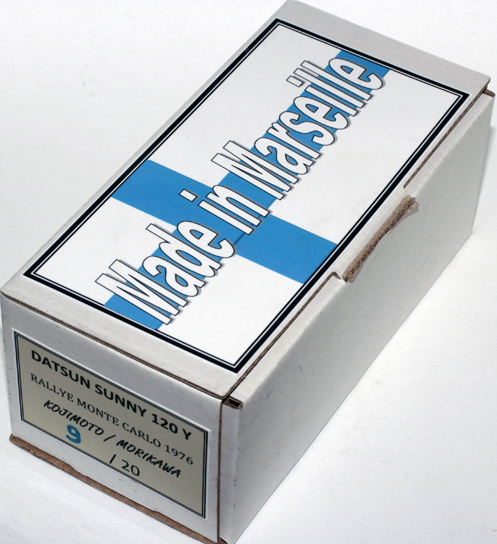 Made in Marseille
DATSUN SUNNY 120 Y
RALLYE MONTE CARLO 1976
KOJIMOTO / MORIKAWA
9
/ 20